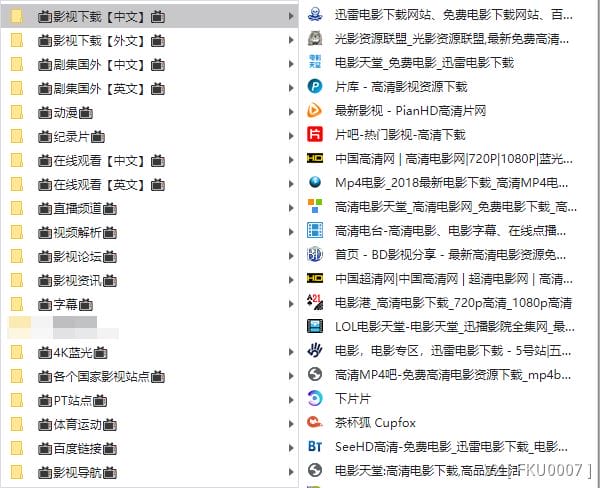 影视下载【中文】
影视下载【外文】
剧集国外【中文】
剧集国外【英文】
动漫
纪录片
在线观看【中文】
在线观看【英文】
直播频道
视频解析
影视论坛
影视资讯
字幕
4K蓝光
各个国家影视站点
PT站点
体育运动
百度链接
影视导航
迅雷电影下载网站、免费电影下载网站、百...
光影资源联盟_光影资源联盟,最新免费高清...
电影天堂_免费电影_迅雷电影下载
片库 - 高清影视资源下载
最新影视 - PianHD高清片网
片吧-热门影视-高清下载
中国高清网 | 高清电影网|720P|1080P|蓝光...
Mp4电影_2018最新电影下载_高清MP4电...
高清电影天堂_高清电影网_免费电影下载_高...
高清电台-高清电影、电影字幕、在线点播...
首页 - BD影视分享 - 最新高清电影资源免...
中国超清网|中国高清网 | 超清电影网 | 高清...
电影港_高清电影下载_720p高清_1080p高清
LOL电影天堂-电影天堂_迅播影院全集网_最...
电影，电影专区，迅雷电影下载 - 5号站|五...
高清MP4吧-免费高清电影资源下载_mp4b...
下片片
茶杯狐 Cupfox
SeeHD高清-免费电影_迅雷电影下载_电影...
电影天堂:高清电影下载,高品质生活
FKU0007 ]